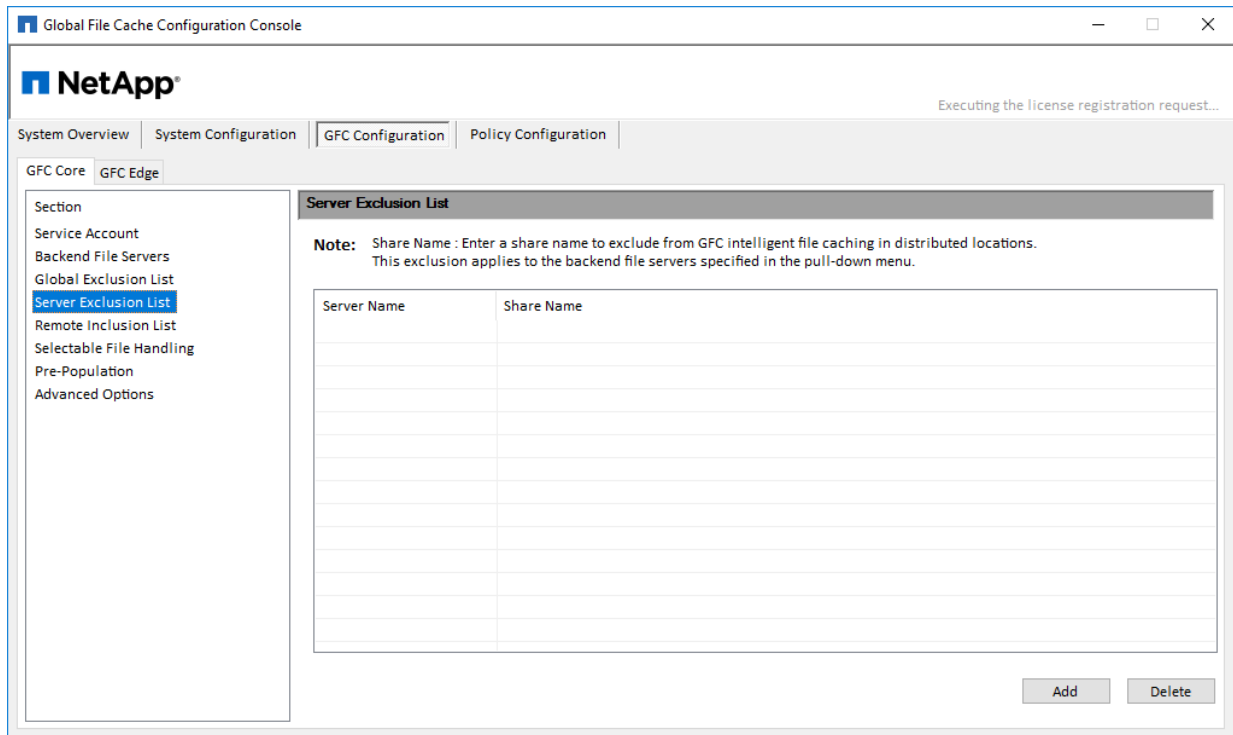 Global File Cache Configuration Console
NetApp®
Executing the license registration request...
System Overview System Configuration GFC Configuration Policy Configuration
GFC Core GFC Edge
Section
Service Account
Backend File Servers
Global Exclusion List
Server Exclusion List
Remote Inclusion List
Selectable File Handling
Pre-Population
Advanced Options
Server Exclusion List
Note: Share Name : Enter a share name to exclude from GFC intelligent file caching in distributed locations.
This exclusion applies to the backend file servers specified in the pull-down menu.
Server Name Share Name
Add Delete